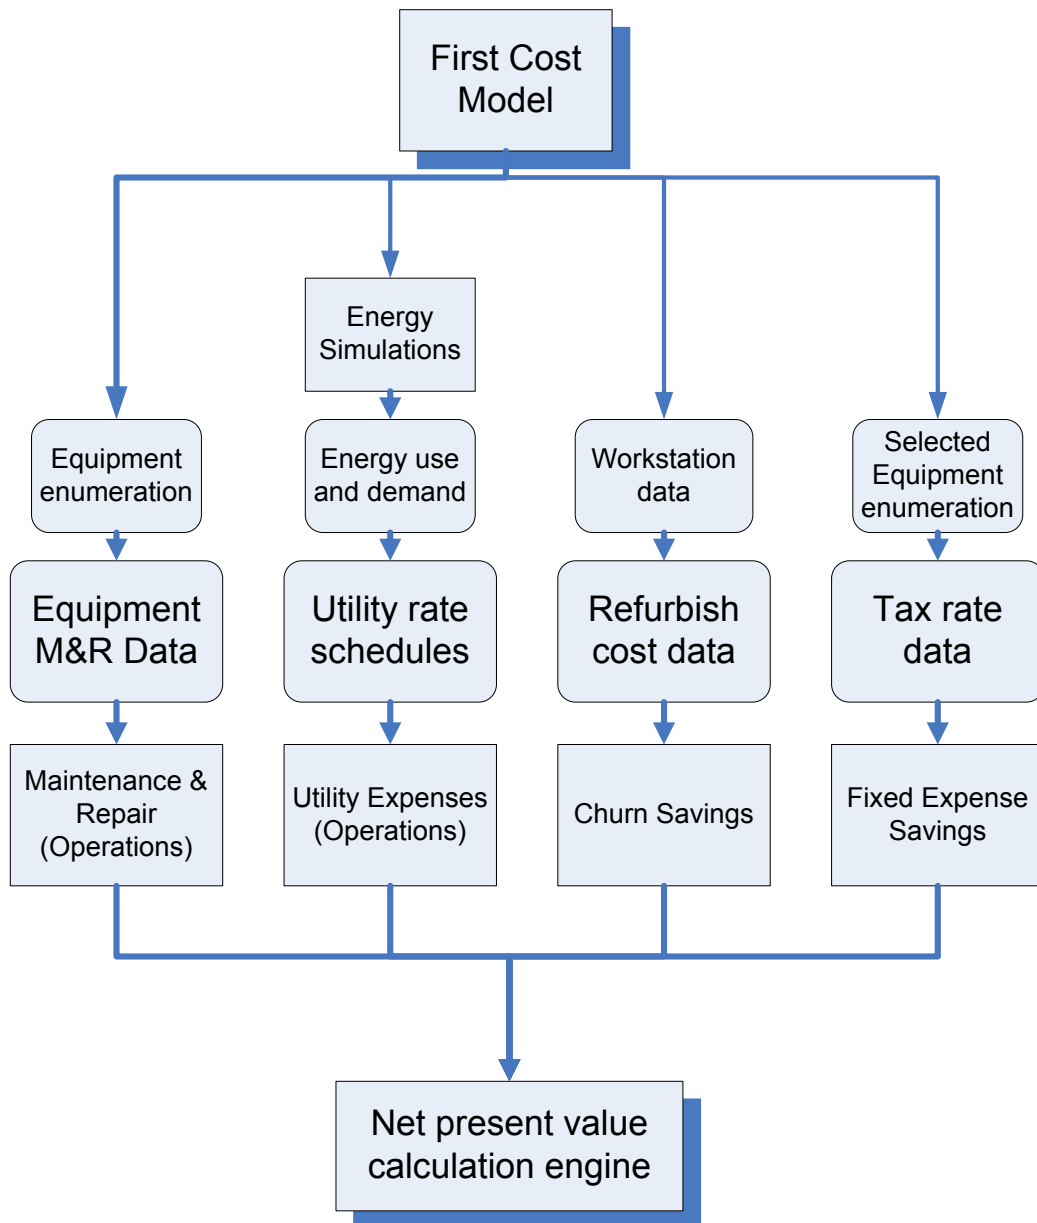 First Cost
Model
Energy
Simulations
Equipment
enumeration
Energy use
and demand
Workstation
data
Selected
Equipment
enumeration
Equipment
M&R Data
Utility rate
schedules
Refurbish
cost data
Tax rate
data
Maintenance &
Repair
(Operations)
Utility Expenses
(Operations)
Churn Savings
Fixed Expense
Savings
Net present value
calculation engine